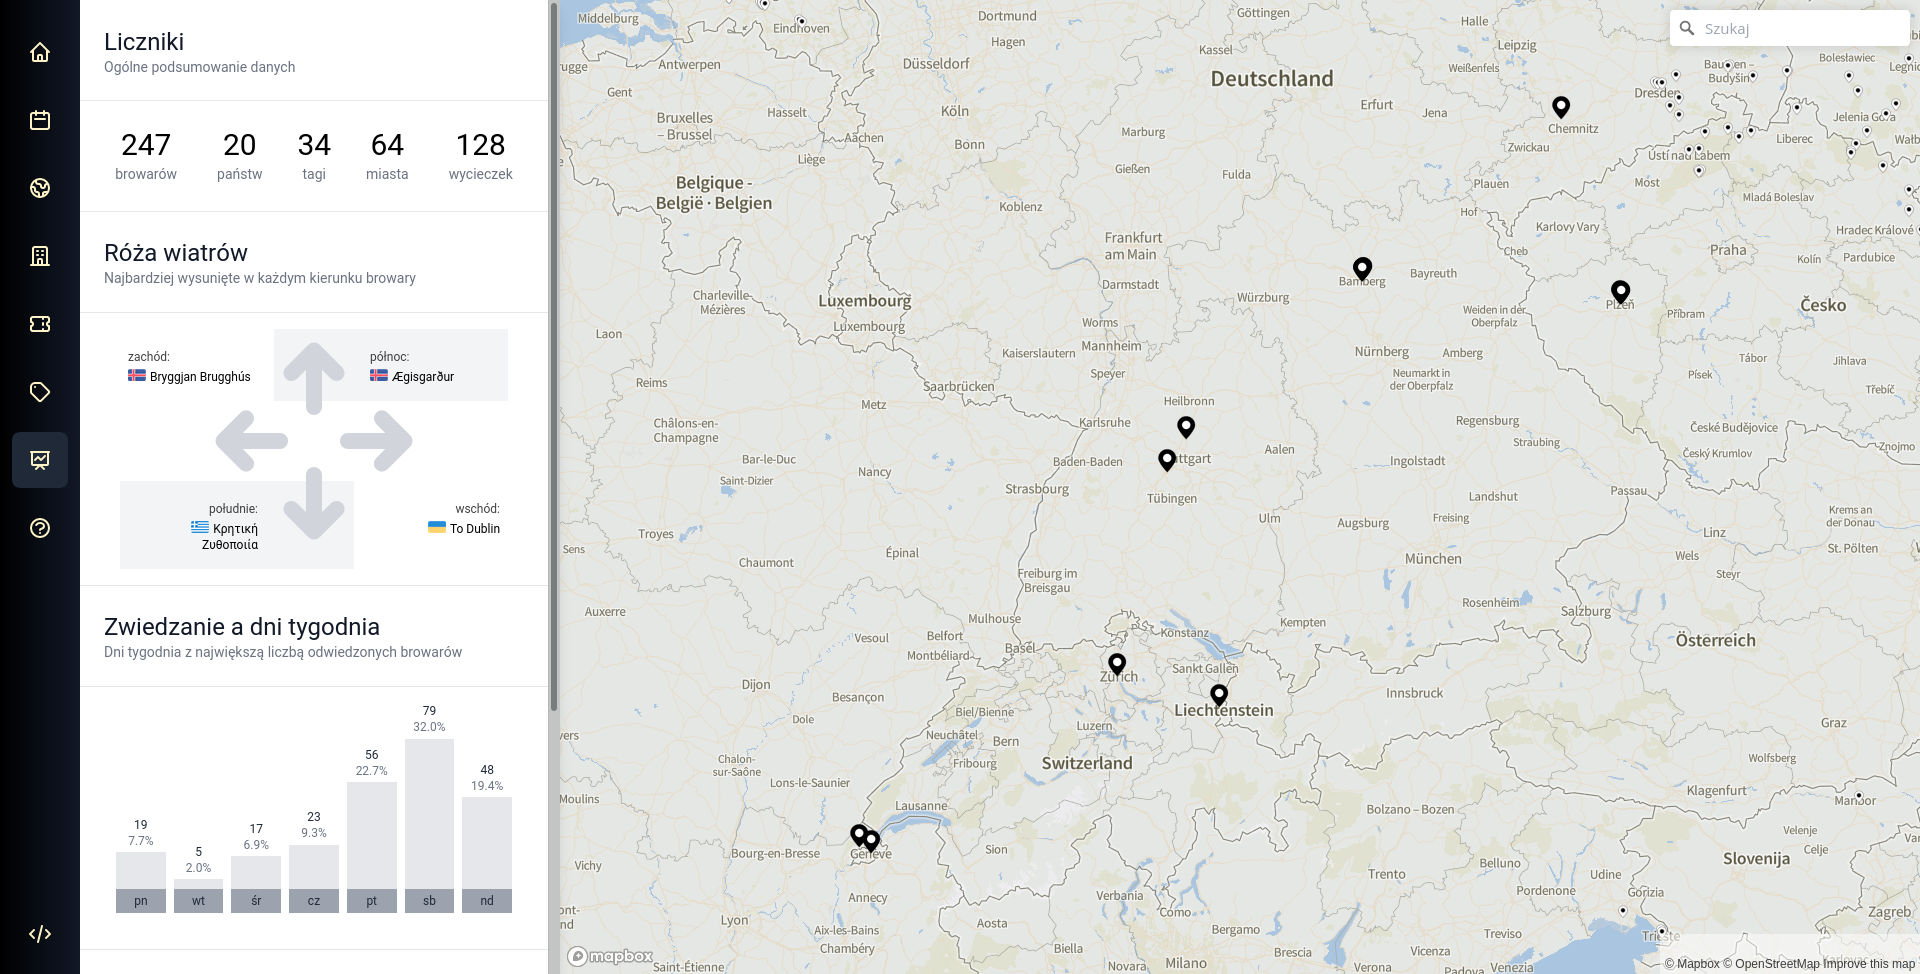 Liczniki
Ogólne podsumowanie danych
247
browarów
20
państw
34
tagi
64
miasta
128
wycieczek
Róża wiatrów
Najbardziej wysunięte w każdym kierunku browary
zachód:
Bryggjan Brugghús
północ:
Ægisgarður
południe:
Κρητική
Ζυθοποιία
wschód:
To Dublin
Zwiedzanie a dni tygodnia
Dni tygodnia z największą liczbą odwiedzonych browarów
19
7.7%
pn
5
2.0%
wt
17
6.9%
śr
23
9.3%
cz
56
22.7%
pt
79
32.0%
sb
48
19.4%
nd
Szukaj
Middelburg
Eindhoven
Dortmund
Hagen
Göttingen
Halle
Leipzig
Kassel
Weißenfels
Bautzen –
Budyšin
Bolesławiec
Antwerpen
Düsseldorf
Deutschland
Gent
Hasselt
Köln
Erfurt
Jena
Chemnitz
Dresden
Jelenia Góra
Bruxelles
– Brussel
Aachen
Bonn
Marburg
Zwickau
Liberec
Liège
Gießen
Fulda
Plauen
Ústí nad Labem
Most
Mladá Boleslav
Belgique -
België · Belgien
Koblenz
Hof
Karlovy Vary
Hradec Králové
Frankfurt
am Main
Cheb
Praha
Kolín
Pardubice
Charleville
Mézières
Luxembourg
Luxembourg
Darmstadt
Würzburg
Bamberg
Bayreuth
Weiden in der
Oberpfalz
Plzeň
Příbram
Česko
Laon
Worms
Mannheim
Kaiserslautern
Nürnberg
Amberg
Tábor
Jihlava
Reims
Speyer
Neumarkt in
der Oberpfalz
Písek
Třebíč
Saarbrücken
Metz
Heilbronn
Karlsruhe
Regensburg
Châlons-en-
Champagne
České Budějovice
Straubing
Znojmo
Bar-le-Duc
Nancy
Baden-Baden
Aalen
Ingolstadt
Český Krumlov
Saint-Dizier
Strasbourg
Tübingen
Landshut
Passau
Troyes
Ulm
Augsburg
Freising
Linz
Krems an
der Donau
Sens
Épinal
München
Wels
St. Pölten
Chaumont
Freiburg im
Breisgau
Steyr
Auxerre
Mulhouse
Rosenheim
Salzburg
Vesoul
Belfort
Montbéliard
Basel
Konstanz
Kempten
Österreich
Sankt Gallen
Zürich
Dijon
Besançon
Liechtenstein
Innsbruck
Dole
Biel/Bienne
Luzern
Graz
Neuchâtel
Bern
Chalon-
sur-Saône
Fribourg
Switzerland
Wolfsberg
Lons-le-Saunier
Moulins
Lausanne
Bolzano – Bozen
Klagenfurt
Maribor
Velenje
Celje
Bourg-en-Bresse
Genève
Sion
Vichy
Belluno
Slovenija
Trento
Udine
Annecy
Verbania
Pordenone
Gorizia
Lyon
Aosta
Como
Zagreb
Aix-les-Bains
Chambéry
Bergamo
Treviso
Trieste
Biella
Brescia
Vicenza
Saint-Étienne
Novara
Milano
Padova
Venezia
mapbox
© Mapbox © OpenStreetMap Improve this map